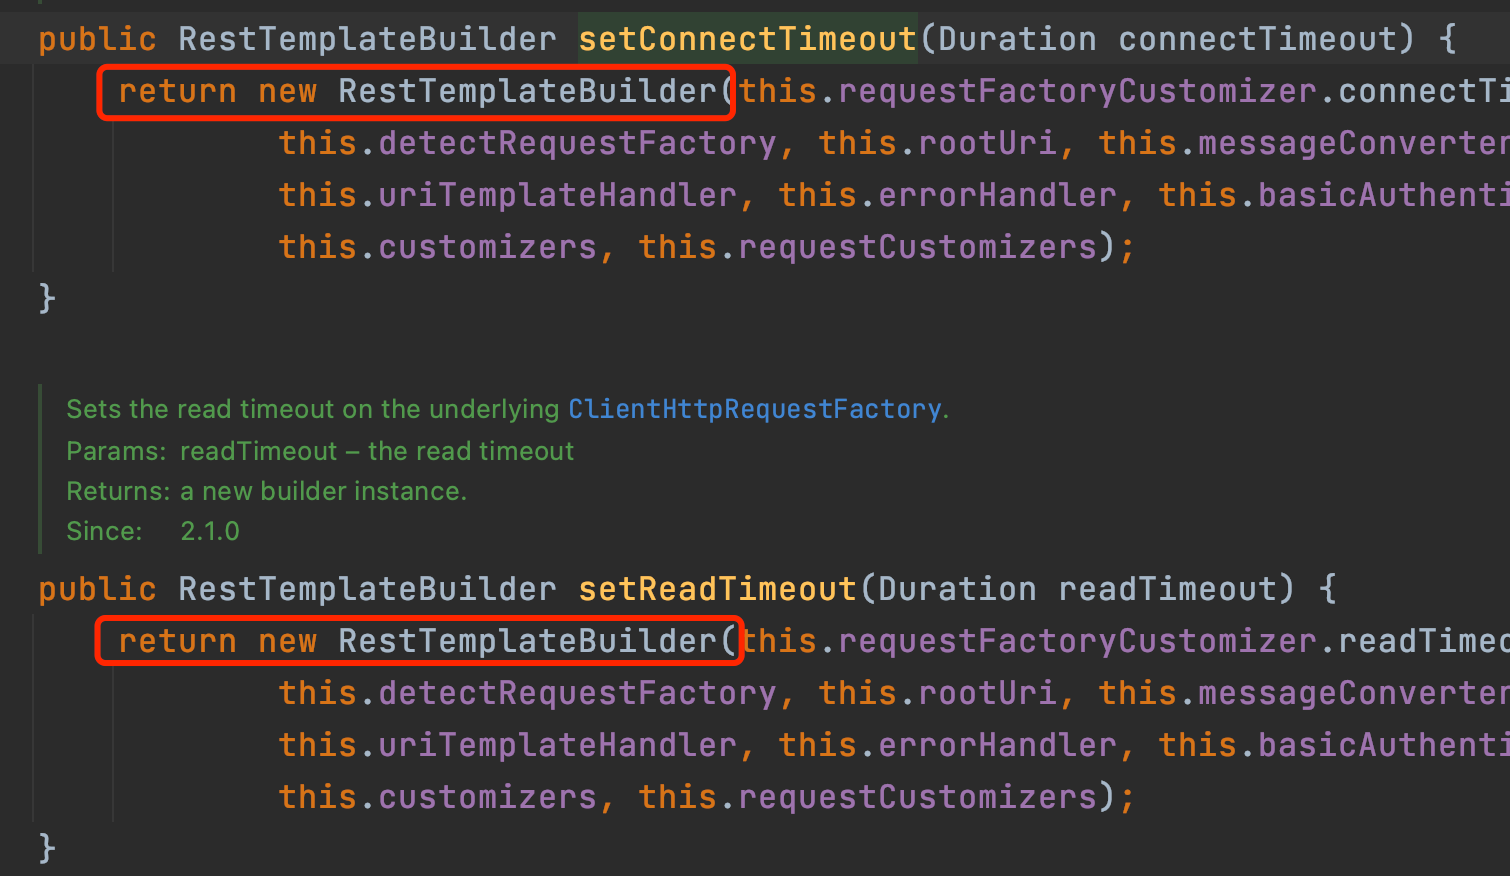 public RestTemplateBuilder setConnectTimeout(Duration connectTimeout) {
return new RestTemplateBuilder(this.requestFactoryCustomizer.connectTi
this.detectRequestFactory, this.rootUri, this.messageConverter
this.uriTemplateHandler, this.errorHandler, this.basicAuthenti
this.customizers, this.requestCustomizers);
}
Sets the read timeout on the underlying ClientHttpRequestFactory.
Params: readTimeout – the read timeout
Returns: a new builder instance.
Since: 2.1.0
public RestTemplateBuilder setReadTimeout(Duration readTimeout) {
return new RestTemplateBuilder(this.requestFactoryCustomizer.readTimeo
this.detectRequestFactory, this.rootUri, this.messageConverter
this.uriTemplateHandler, this.errorHandler, this.basicAuthenti
this.customizers, this.requestCustomizers);
}